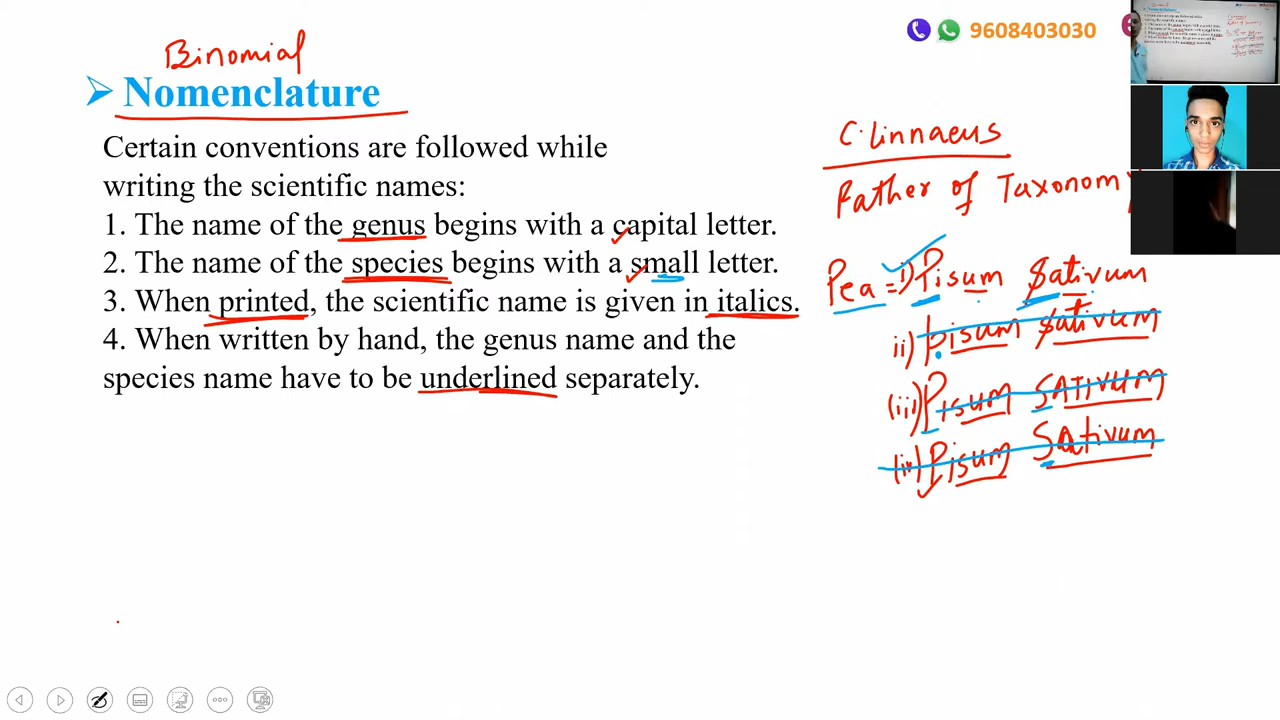 9608403030
Binomial
➢ Nomenclature
Certain conventions are followed while
writing the scientific names:
1. The name of the genus begins with a capital letter.
2. The name of the species begins with a small letter.
3. When printed, the scientific name is given in italics.
4. When written by hand, the genus name and the
species name have to be underlined separately.
C. Linnaeus
Father of Taxonomy
Pea = i) Pisum Sativum
ii) Pisum Sativum
(iii) Pisum SATIVUM
(iv) Pisum SAtivum